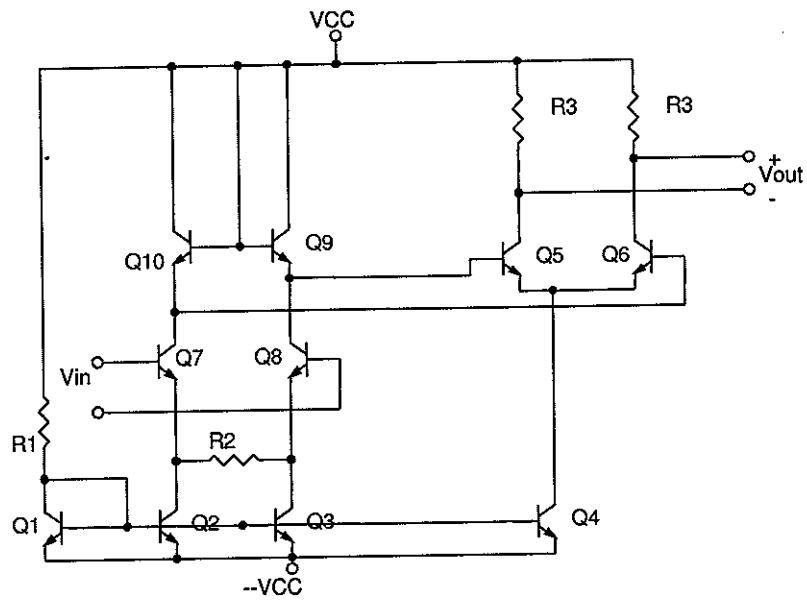 VCC
R3
R3
+
Vout
-
Q10
Q9
Q5
Q6
Q7
Q8
Vin
R1
R2
Q1
Q2
Q3
Q4
--VCC